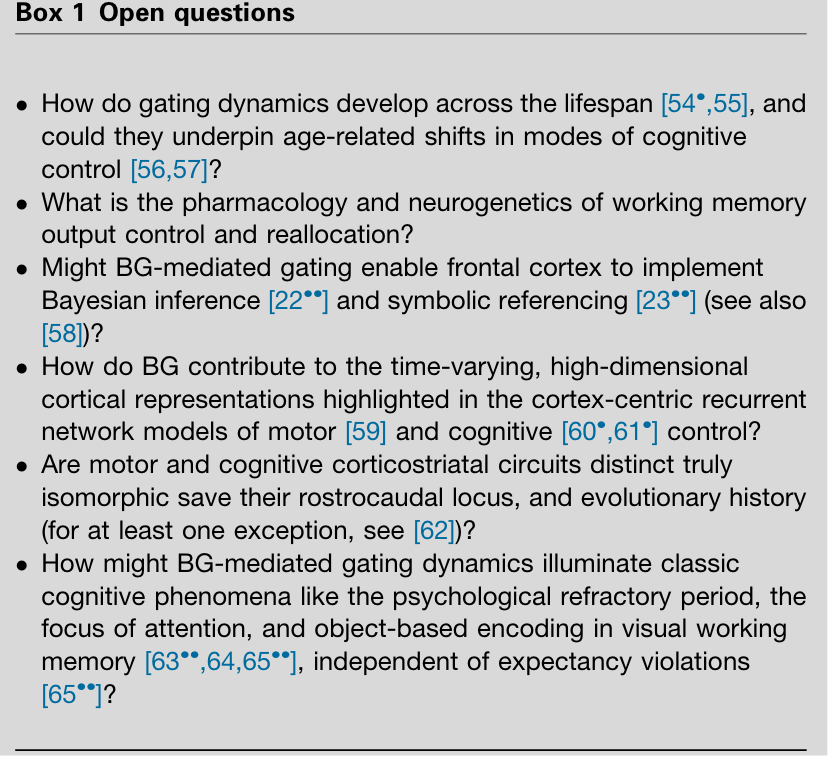 Box 1 Open questions
• How do gating dynamics develop across the lifespan [54•,55], and
could they underpin age-related shifts in modes of cognitive
control [56,57]?
• What is the pharmacology and neurogenetics of working memory
output control and reallocation?
• Might BG-mediated gating enable frontal cortex to implement
Bayesian inference [22••] and symbolic referencing [23••] (see also
[58])?
• How do BG contribute to the time-varying, high-dimensional
cortical representations highlighted in the cortex-centric recurrent
network models of motor [59] and cognitive [60•,61•] control?
• Are motor and cognitive corticostriatal circuits distinct truly
isomorphic save their rostrocaudal locus, and evolutionary history
(for at least one exception, see [62])?
• How might BG-mediated gating dynamics illuminate classic
cognitive phenomena like the psychological refractory period, the
focus of attention, and object-based encoding in visual working
memory [63••,64,65••], independent of expectancy violations
[65••]?